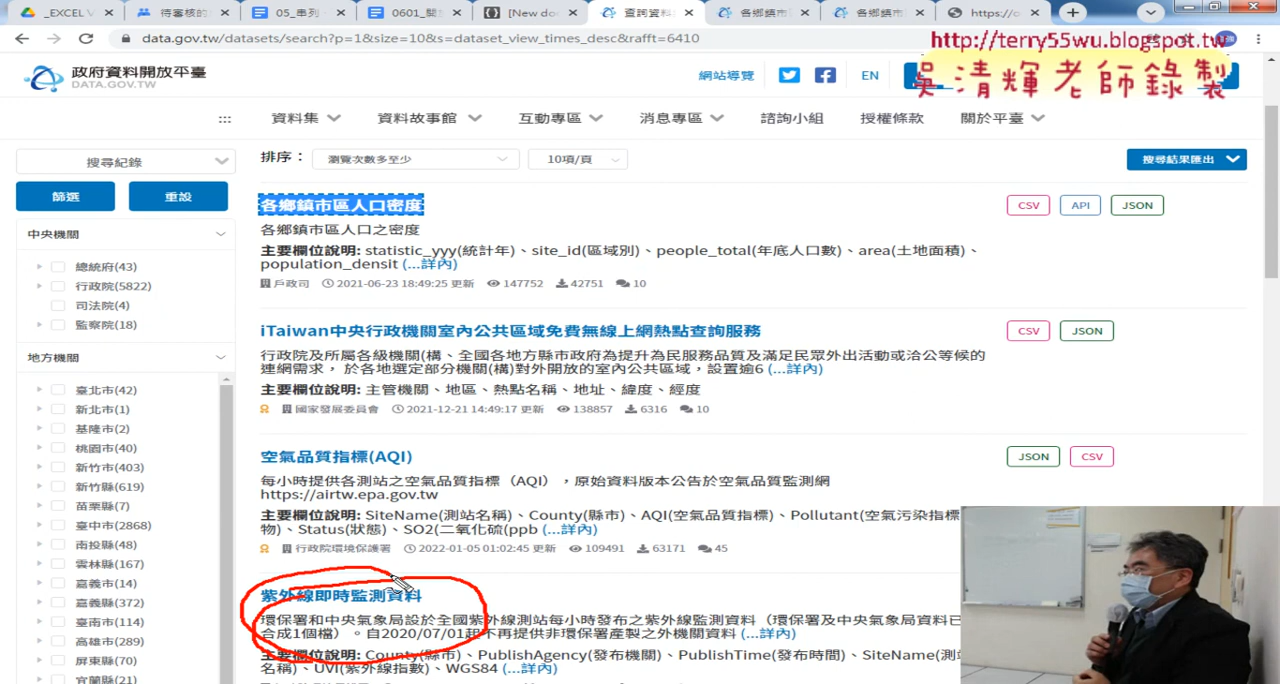 _EXCEL V
待審核的
05_串列
0601_開
[New do
查詢資料
各鄉鎮市
各鄉鎮市
https://o
data.gov.tw/datasets/search?p=1&size=10&s=dataset_view_times_desc&rafft=6410
http://terry55wu.blogspot.tw
吳清輝老師錄製
政府資料開放平臺
DATA.GOV.TW
網站導覽
EN
:::
資料集
資料故事館
互動專區
消息專區
諮詢小組
授權條款
關於平臺
搜尋紀錄
排序：
瀏覽次數多至少
10項/頁
搜尋結果匯出
篩選
重設
中央機關
總統府(43)
行政院(5822)
司法院(4)
監察院(18)
地方機關
臺北市(42)
新北市(1)
基隆市(2)
桃園市(40)
新竹市(403)
新竹縣(619)
苗栗縣(7)
臺中市(2868)
南投縣(48)
雲林縣(167)
嘉義市(14)
嘉義縣(372)
臺南市(114)
高雄市(289)
屏東縣(70)
宜蘭縣(21)
各鄉鎮市區人口密度
CSV
API
JSON
各鄉鎮市區人口之密度
主要欄位說明: statistic_yyy(統計年)、site_id(區域別)、people_total(年底人口數)、area(土地面積)、
population_densit (...詳內)
戶政司 2021-06-23 18:49:25 更新 147752 42751 10
iTaiwan中央行政機關室內公共區域免費無線上網熱點查詢服務
CSV
JSON
行政院及所屬各級機關(構、全國各地方縣市政府為提升為民服務品質及滿足民眾外出活動或洽公等候的
連網需求， 於各地選定部分機關(構)對外開放的室內公共區域，設置逾6 (...詳內)
主要欄位說明: 主管機關、地區、熱點名稱、地址、緯度、經度
國家發展委員會 2021-12-21 14:49:17 更新 138857 6316 10
空氣品質指標(AQI)
JSON
CSV
每小時提供各測站之空氣品質指標（AQI），原始資料版本公告於空氣品質監測網
https://airtw.epa.gov.tw
主要欄位說明: SiteName(測站名稱)、County(縣市)、AQI(空氣品質指標)、Pollutant(空氣污染指標
物)、Status(狀態)、SO2(二氧化硫(ppb (...詳內)
行政院環境保護署 2022-01-05 01:02:45 更新 109491 63171 45
紫外線即時監測資料
環保署和中央氣象局設於全國紫外線測站每小時發布之紫外線監測資料（環保署及中央氣象局資料已
合成1個檔）。自2020/07/01起不再提供非環保署產製之外機關資料 (...詳內)
主要欄位說明: County(縣市)、PublishAgency(發布機關)、PublishTime(發布時間)、SiteName(測站
名稱)、UVI(紫外線指數)、WGS84 (...詳內)